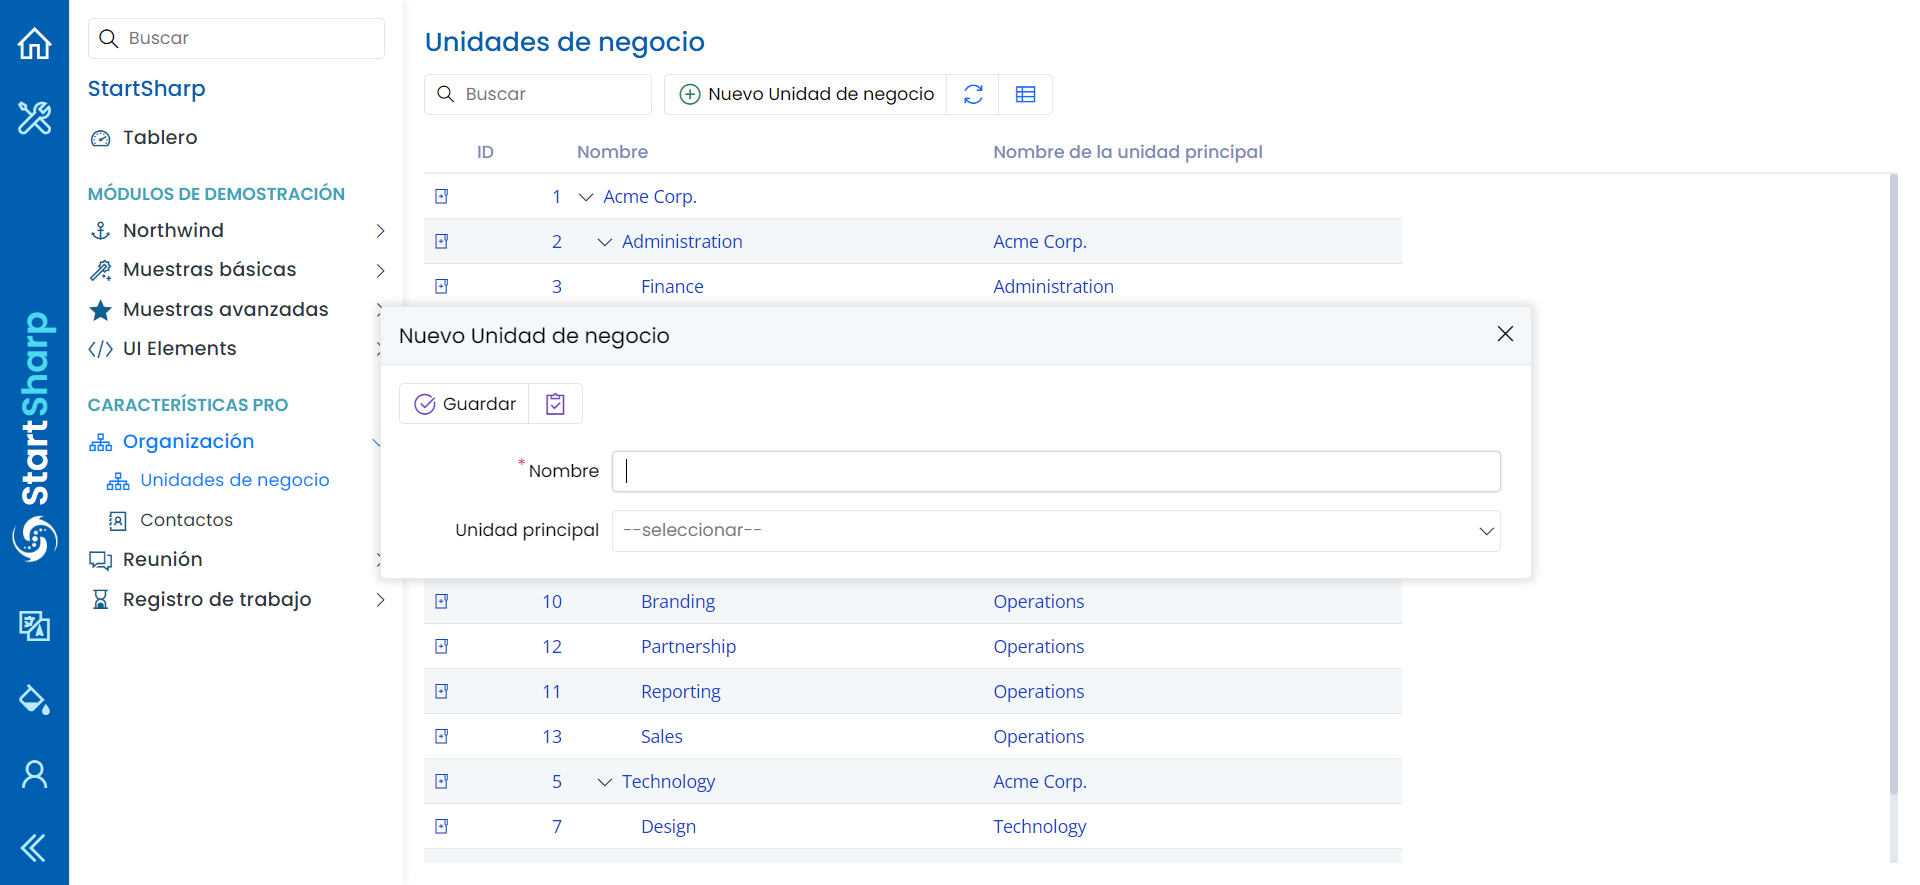 Buscar
StartSharp
Tablero
MÓDULOS DE DEMOSTRACIÓN
Northwind
Muestras básicas
Muestras avanzadas
UI Elements
CARACTERÍSTICAS PRO
Organización
Unidades de negocio
Contactos
Reunión
Registro de trabajo
StartSharp
Unidades de negocio
Buscar
Nuevo Unidad de negocio
ID Nombre Nombre de la unidad principal
1 Acme Corp.
2 Administration Acme Corp.
3 Finance Administration
Nuevo Unidad de negocio
Guardar
* Nombre
Unidad principal --seleccionar--
10 Branding Operations
12 Partnership Operations
11 Reporting Operations
13 Sales Operations
5 Technology Acme Corp.
7 Design Technology